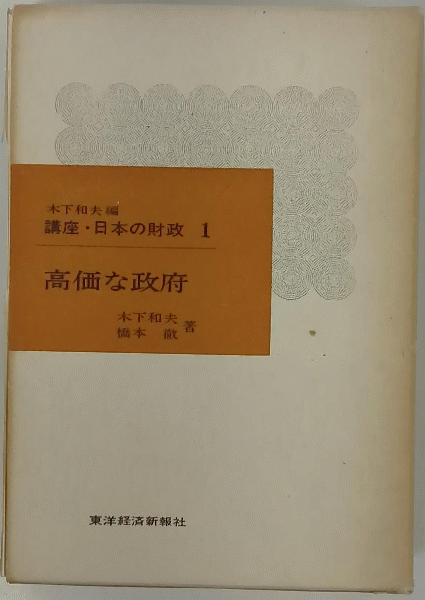 木下和夫編
講座・日本の財政 1
高価な政府
木下和夫
橋本 徹 著
東洋経済新報社